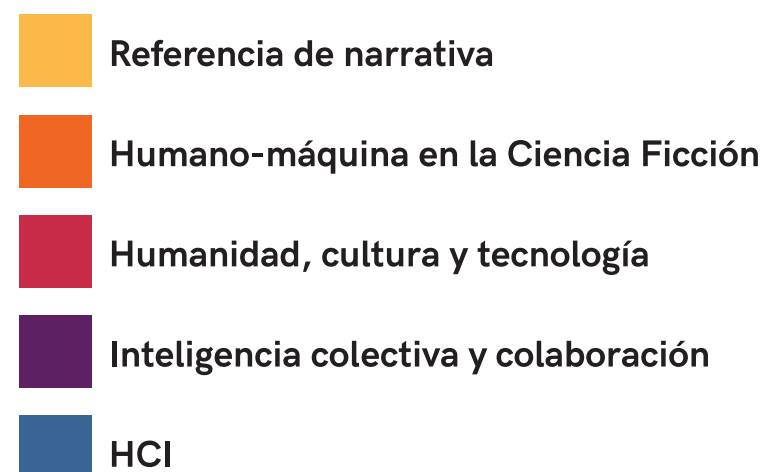 Referencia de narrativa
Humano-máquina en la Ciencia Ficción
Humanidad, cultura y tecnología
Inteligencia colectiva y colaboración
HCI